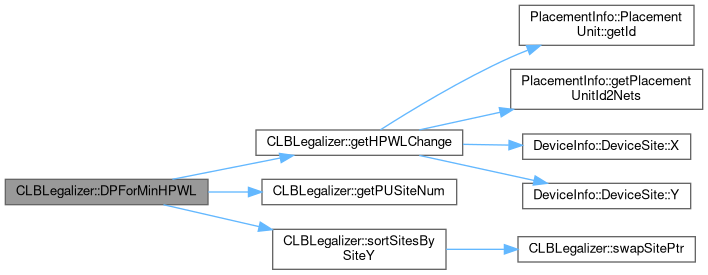 PlacementInfo::Placement
Unit::getId
PlacementInfo::getPlacement
UnitId2Nets
CLBLegalizer::getHPWLChange
DeviceInfo::DeviceSite::X
CLBLegalizer::DPForMinHPWL
CLBLegalizer::getPUSiteNum
DeviceInfo::DeviceSite::Y
CLBLegalizer::sortSitesBy
SiteY
CLBLegalizer::swapSitePtr